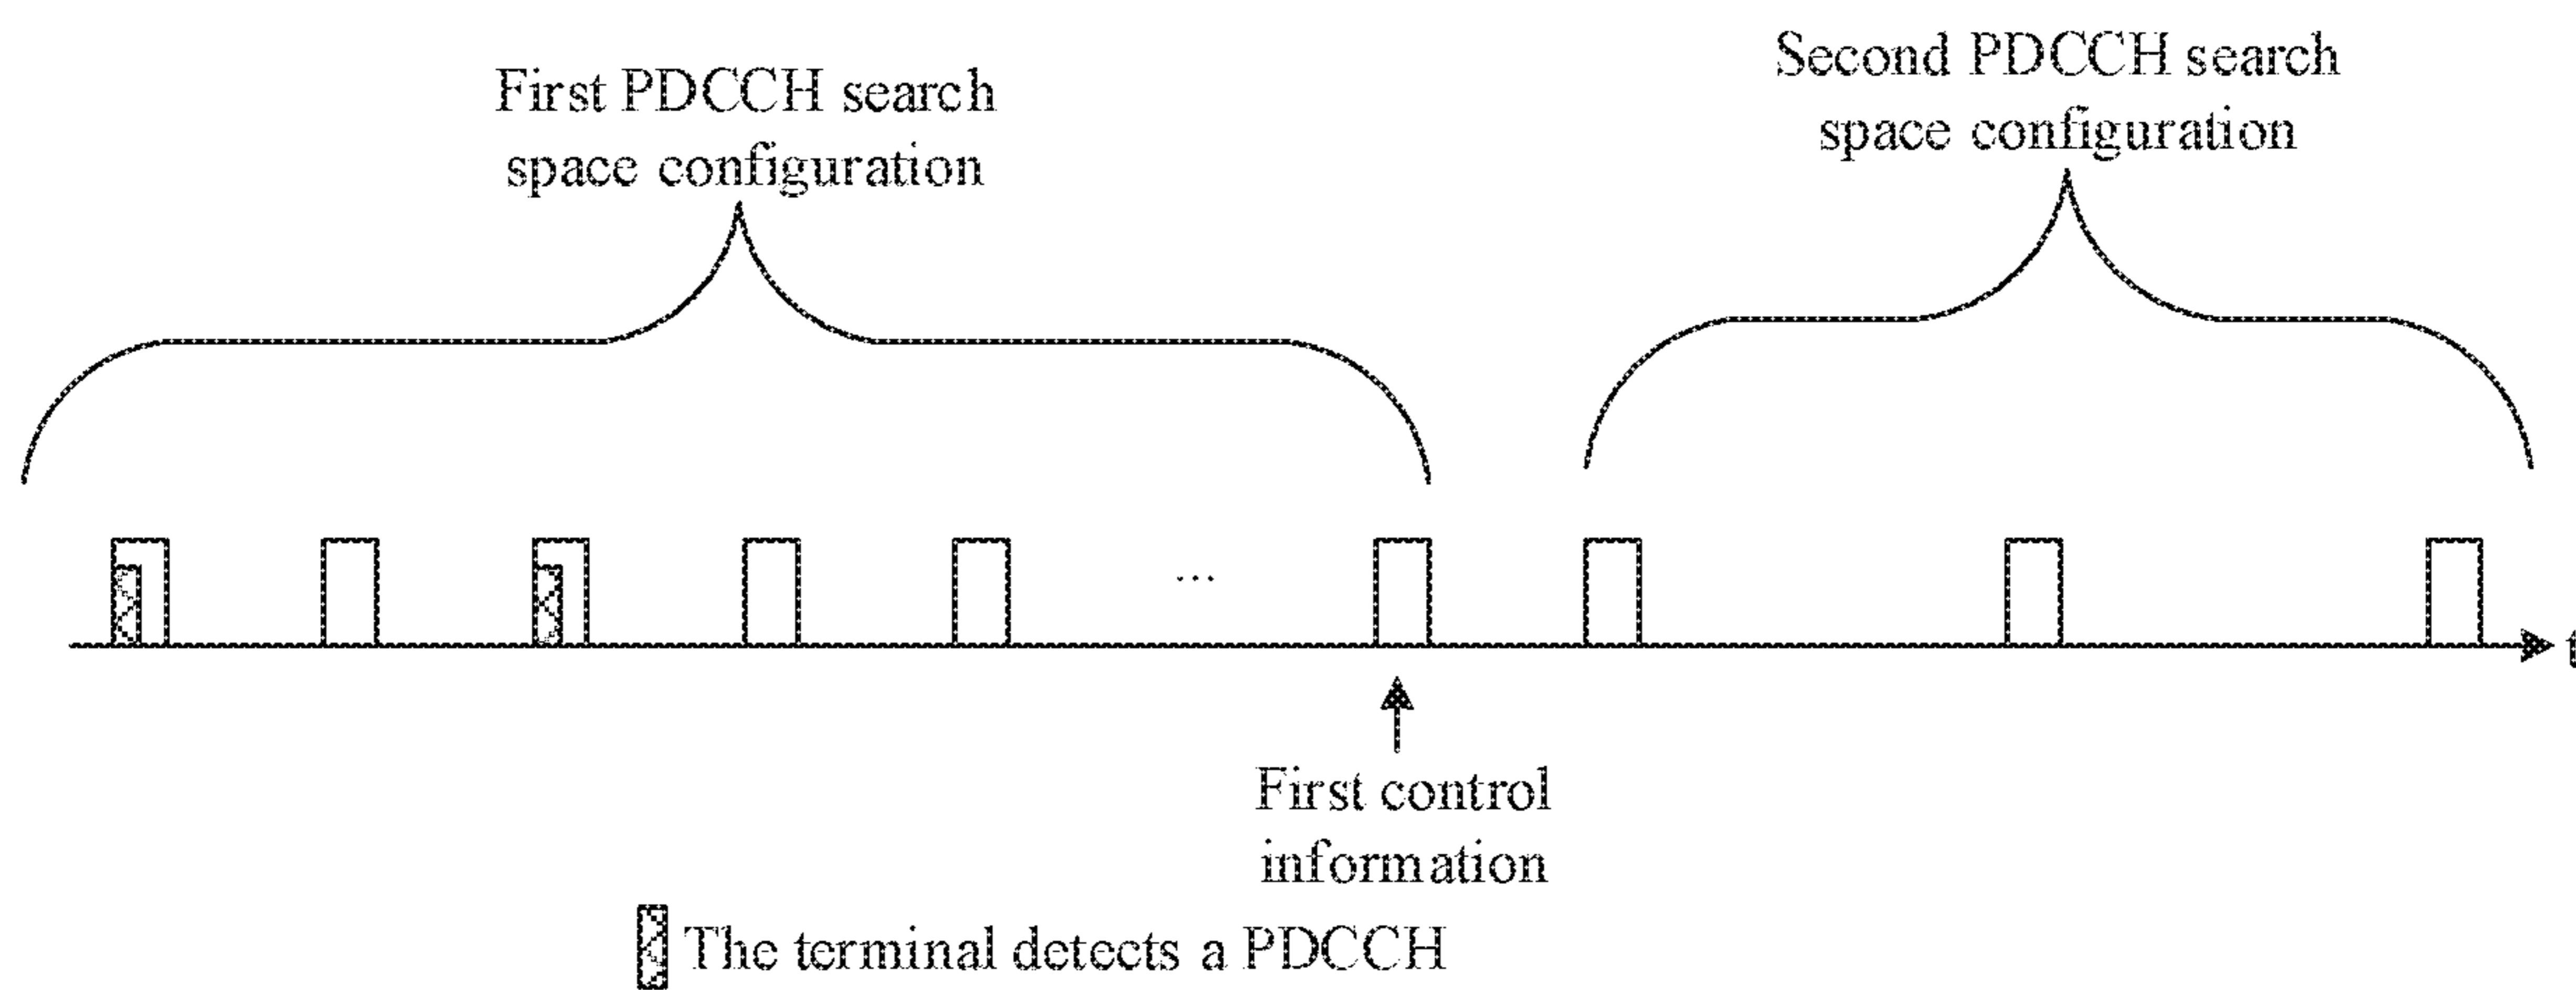 First PDCCH search
space configuration
Second PDCCH search
space configuration
...
t
First control
information
The terminal detects a PDCCH